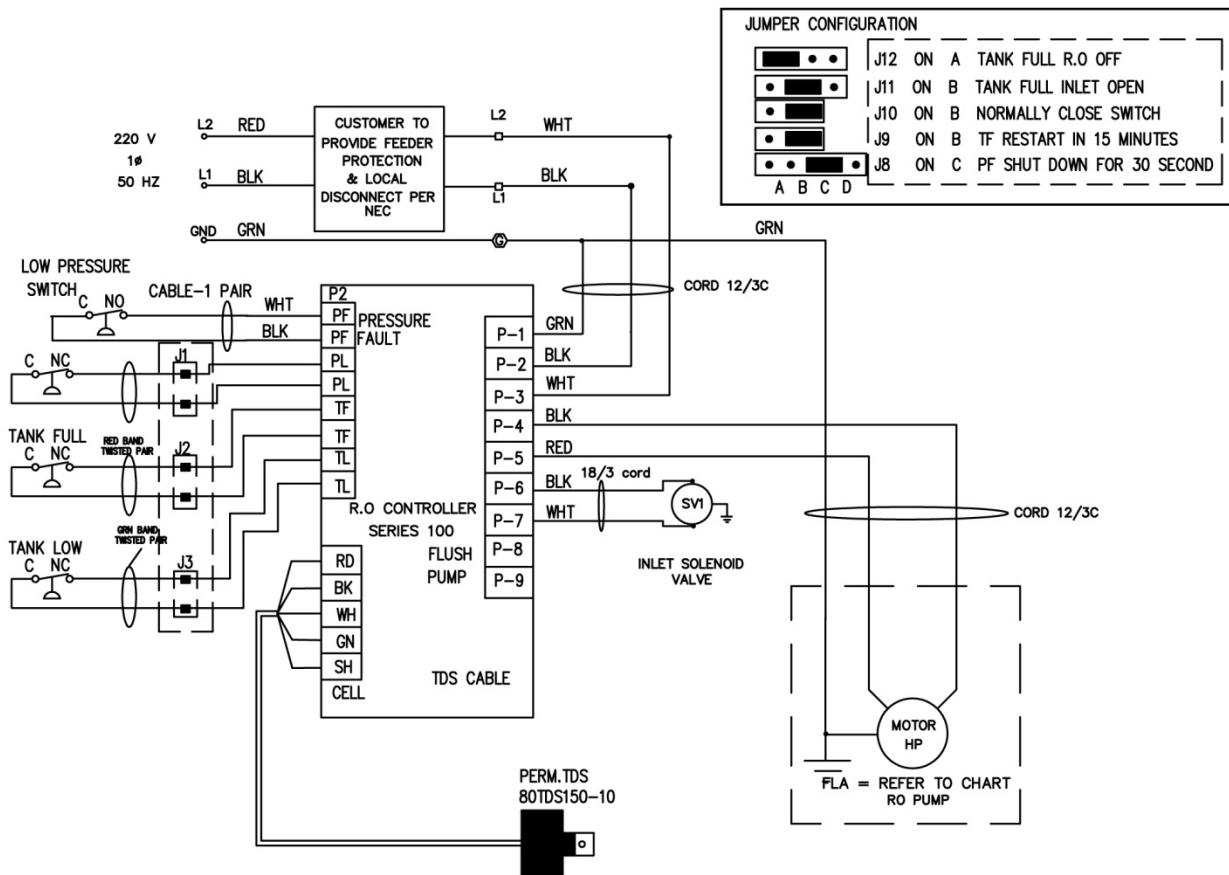 JUMPER CONFIGURATION
J12 ON A TANK FULL R.O OFF
J11 ON B TANK FULL INLET OPEN
J10 ON B NORMALLY CLOSE SWITCH
J9 ON B TF RESTART IN 15 MINUTES
J8 ON C PF SHUT DOWN FOR 30 SECOND
A B C D
220 V
1ø
50 HZ
L2 RED
L1 BLK
GND GRN
CUSTOMER TO
PROVIDE FEEDER
PROTECTION
& LOCAL
DISCONNECT PER
NEC
L2 WHT
BLK
L1
G
GRN
CORD 12/3C
LOW PRESSURE
SWITCH
C NO
CABLE-1 PAIR
WHT
BLK
C NC
J1
TANK FULL
C NC
RED BAND
TWISTED PAIR
J2
GRN BAND
TWISTED PAIR
TANK LOW
C NC
J3
P2
PF
PF
PL
PL
TF
TF
TL
TL
PRESSURE
FAULT
R.O CONTROLLER
SERIES 100
FLUSH
PUMP
RD
BK
WH
GN
SH
CELL
TDS CABLE
P-1 GRN
P-2 BLK
P-3 WHT
P-4 BLK
P-5 RED
P-6 BLK
P-7 WHT
P-8
P-9
18/3 cord
SV1
INLET SOLENOID
VALVE
CORD 12/3C
MOTOR
HP
FLA = REFER TO CHART
RO PUMP
PERM.TDS
80TDS150-10